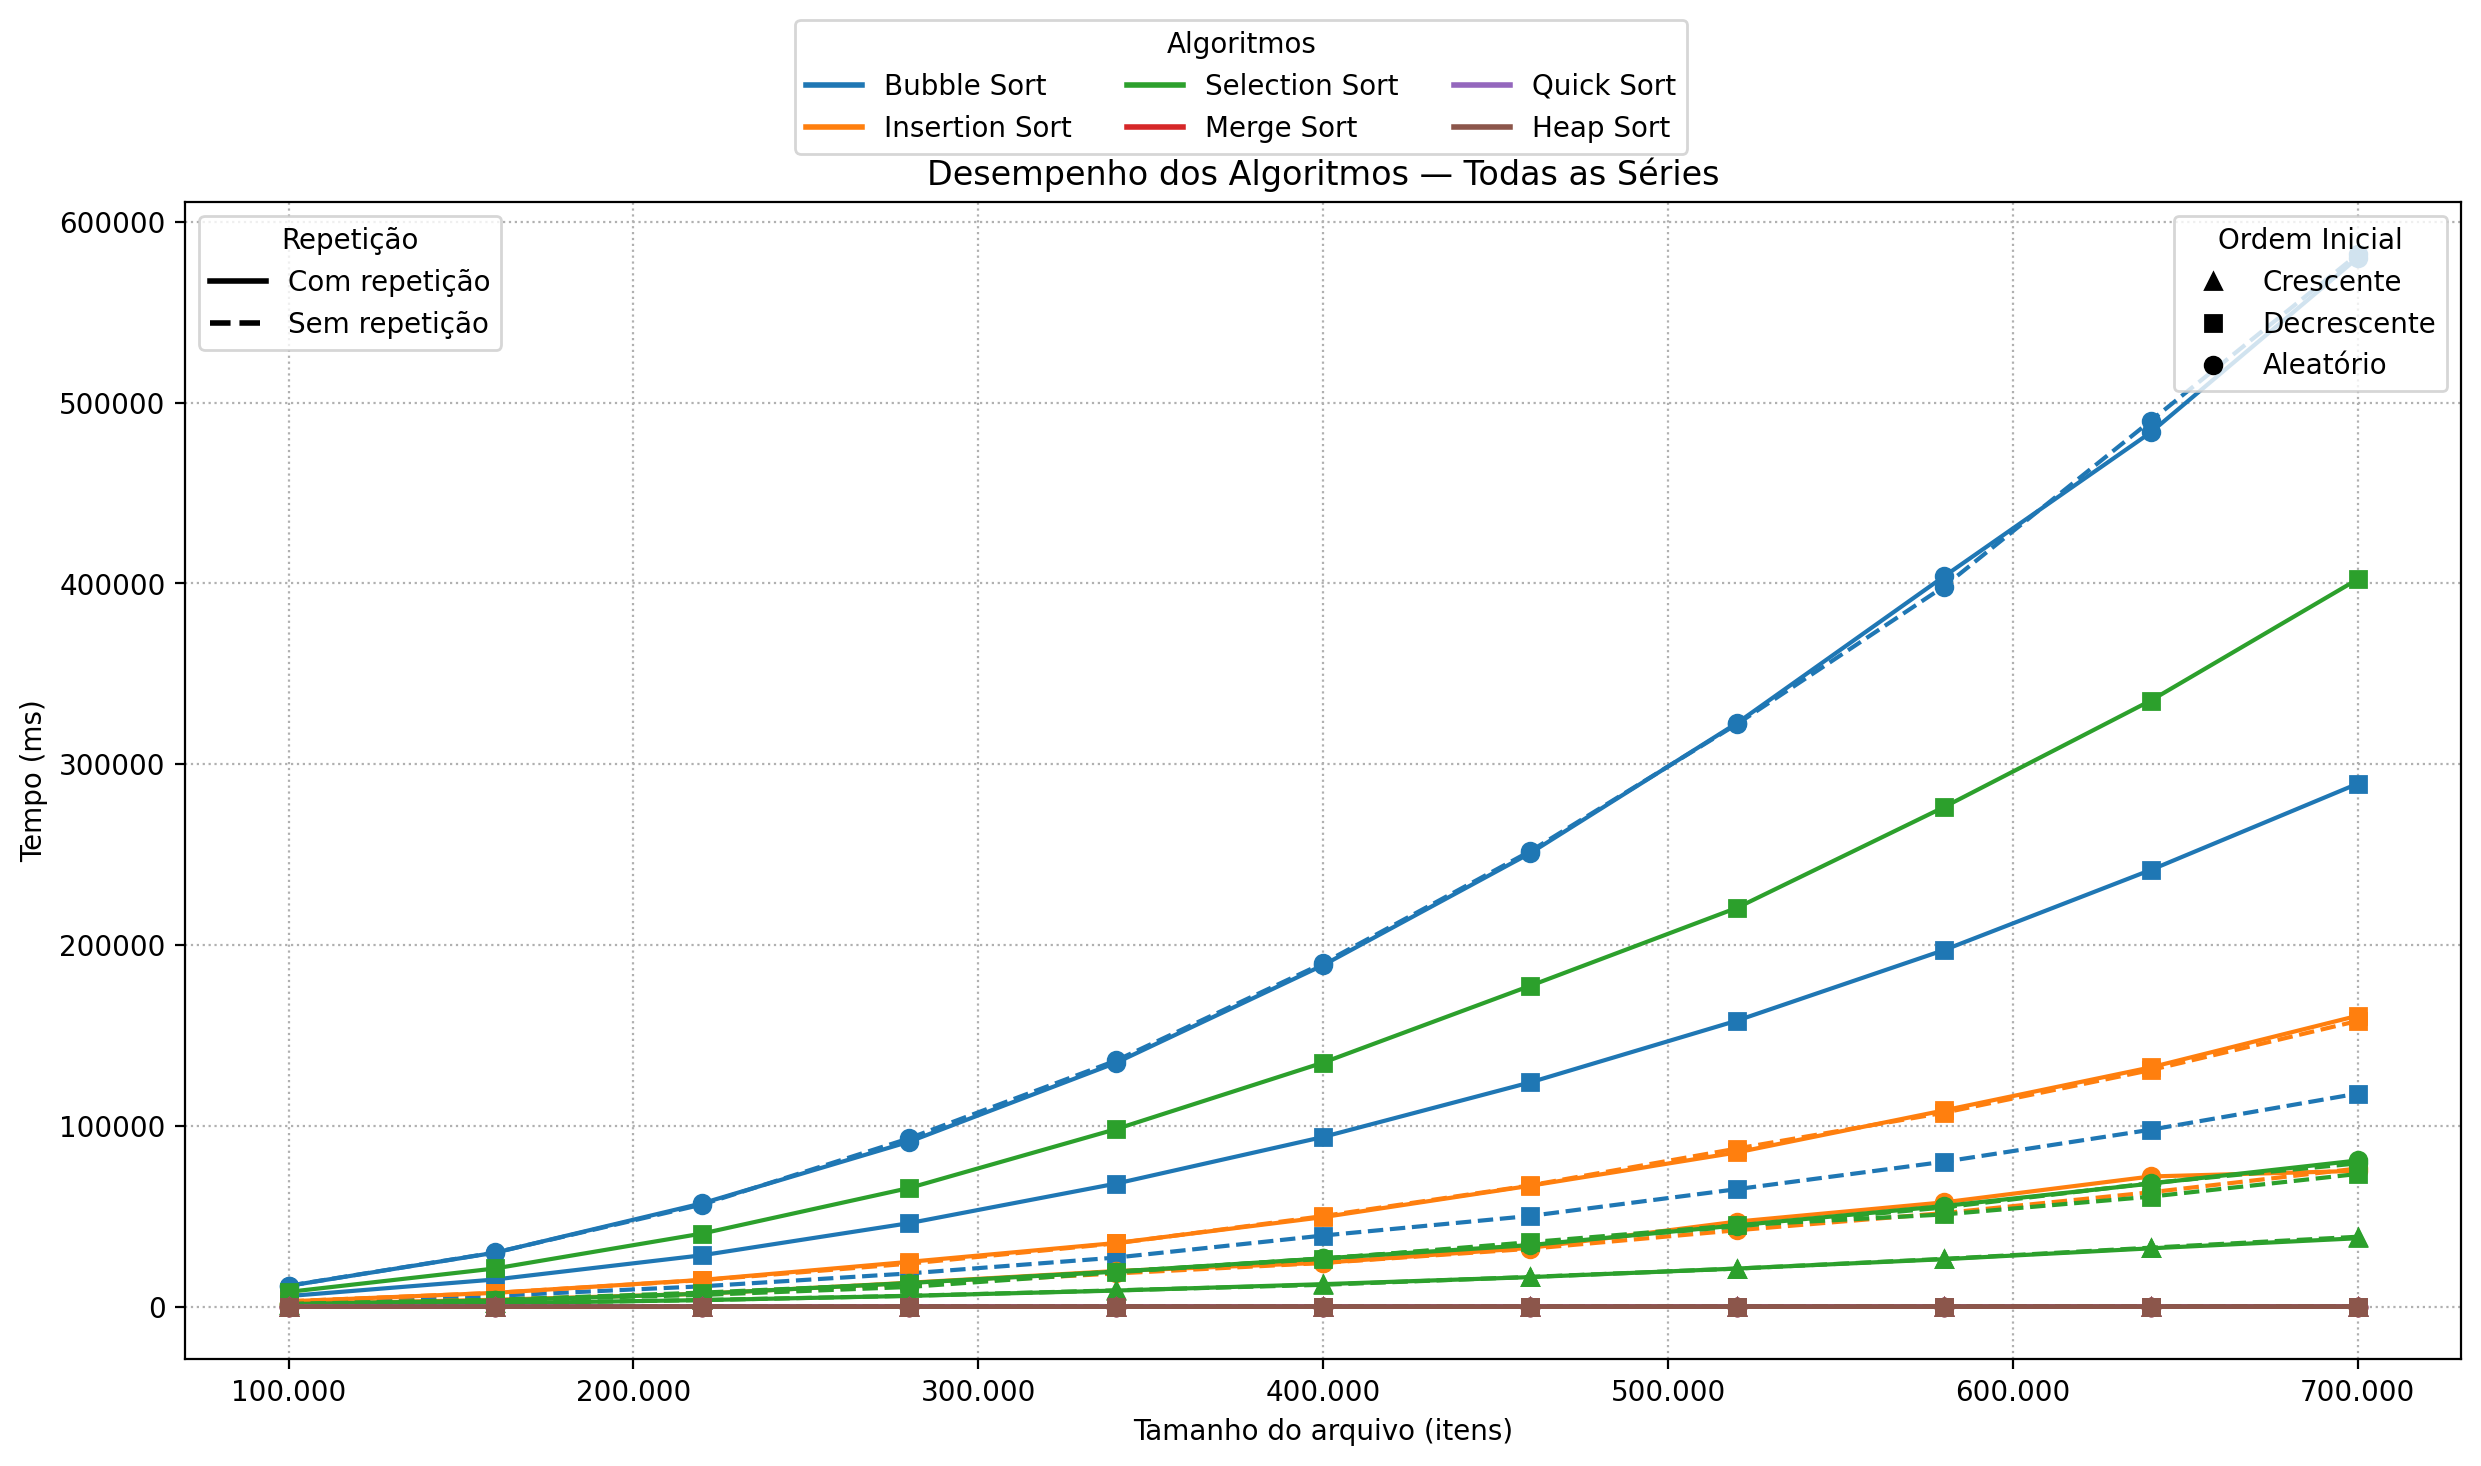 Algoritmos
Bubble Sort Selection Sort Quick Sort
Insertion Sort Merge Sort Heap Sort
Desempenho dos Algoritmos — Todas as Séries
Repetição
Com repetição
Sem repetição
Ordem Inicial
Crescente
Decrescente
Aleatório
600000
500000
400000
300000
200000
100000
0
Tempo (ms)
100.000 200.000 300.000 400.000 500.000 600.000 700.000
Tamanho do arquivo (itens)